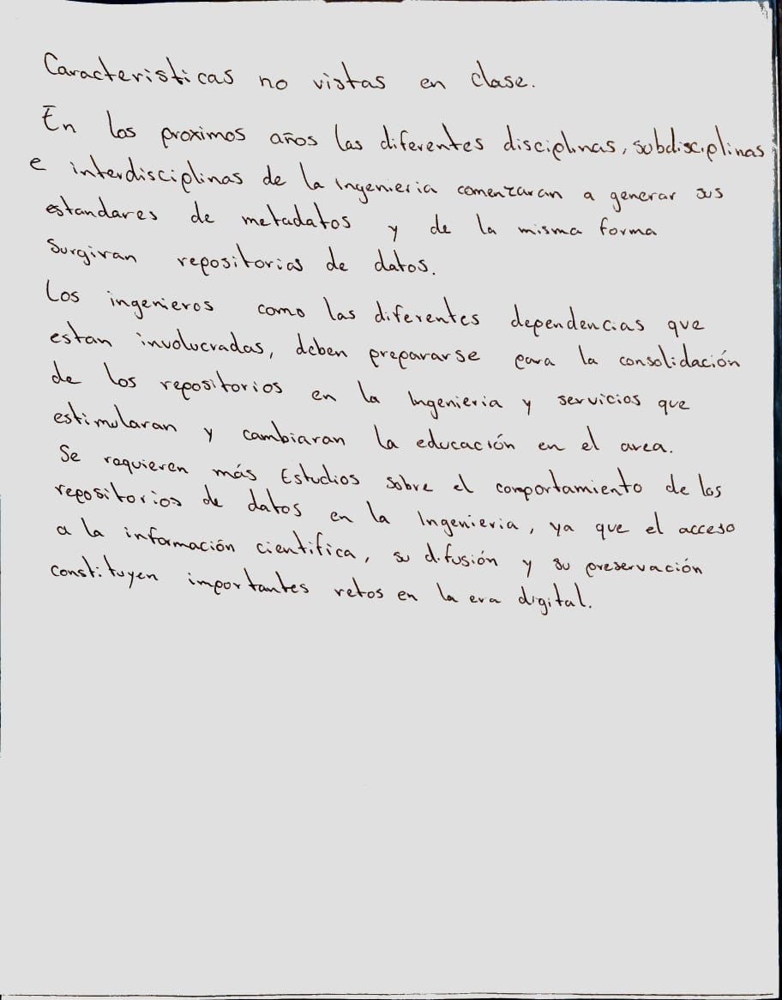 Caracteristicas no vistas en clase.
En los proximos años las diferentes disciplinas, subdisciplinas
e interdisciplinas de la Ingenieria comenzaran a generar sus
estandares de metadatos y de la misma forma
Surgiran repositorios de datos.
Los ingenieros como las diferentes dependencias que
estan involucradas, deben prepararse para la consolidación
de los repositorios en la Ingenieria y servicios que
estimularan y cambiaran la educación en el area.
Se requieren más Estudios sobre el comportamiento de los
repositorios de datos en la Ingenieria, ya que el acceso
a la información cientifica, su difusión y su preservación
constituyen importantes retos en la era digital.